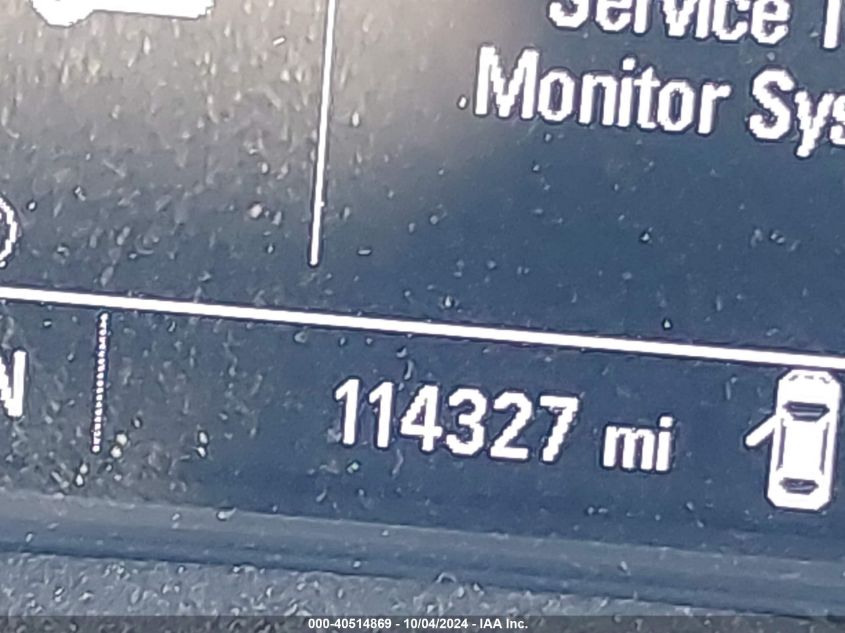 Service T
Monitor Sys
N
114327 mi
000-40514869 - 10/04/2024 - IAA Inc.